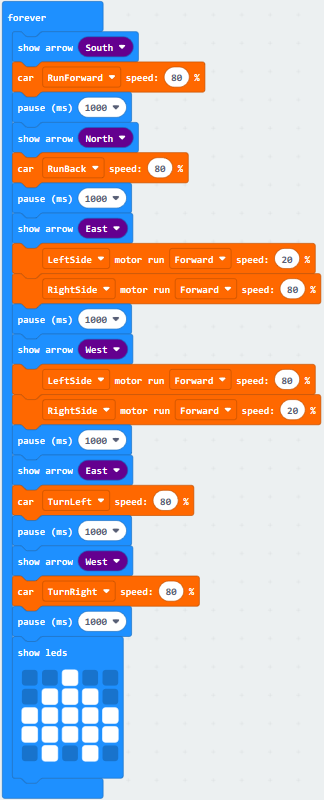 forever
show arrow South
car RunForward speed: 80 %
pause (ms) 1000
show arrow North
car RunBack speed: 80 %
pause (ms) 1000
show arrow East
LeftSide motor run Forward speed: 20 %
RightSide motor run Forward speed: 80 %
pause (ms) 1000
show arrow West
LeftSide motor run Forward speed: 80 %
RightSide motor run Forward speed: 20 %
pause (ms) 1000
show arrow East
car TurnLeft speed: 80 %
pause (ms) 1000
show arrow West
car TurnRight speed: 80 %
pause (ms) 1000
show leds